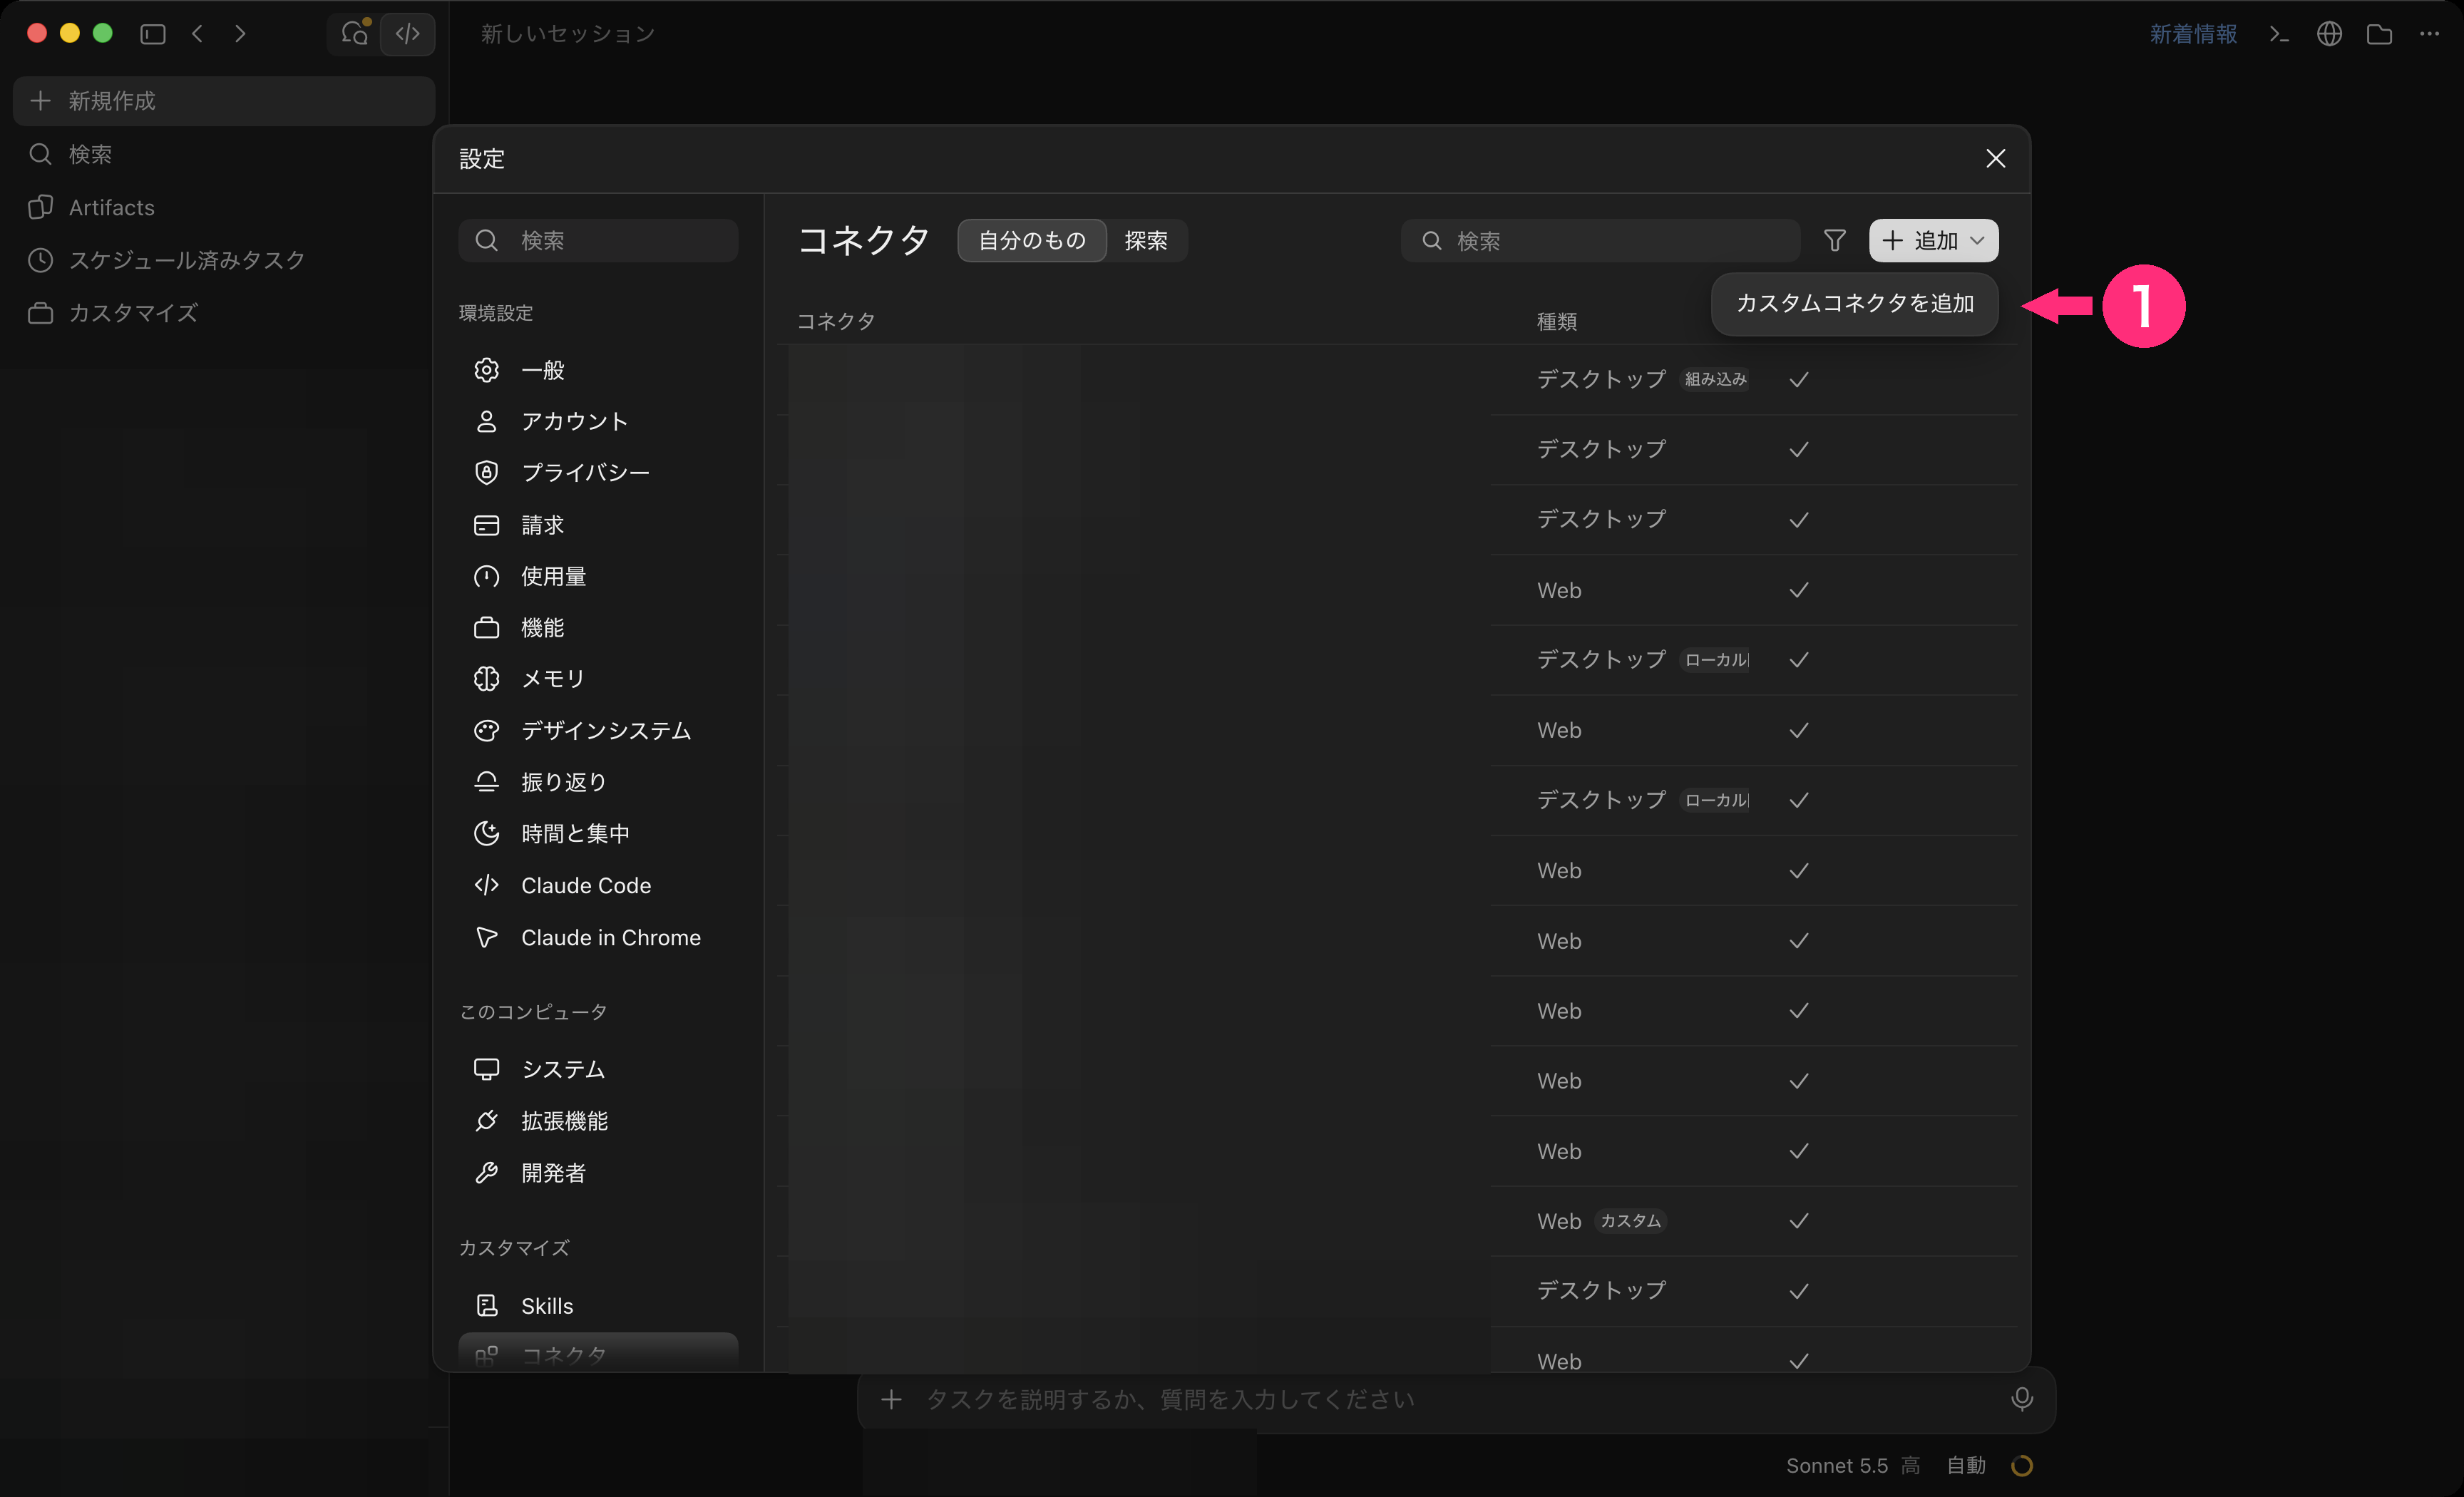 新しいセッション
新着情報
新規作成
検索
Artifacts
スケジュール済みタスク
カスタマイズ
設定
検索
環境設定
一般
アカウント
プライバシー
請求
使用量
機能
メモリ
デザインシステム
振り返り
時間と集中
Claude Code
Claude in Chrome
このコンピュータ
システム
拡張機能
開発者
カスタマイズ
Skills
コネクタ
コネクタ 自分のもの 探索
検索
追加
カスタムコネクタを追加
1
コネクタ 種類
デスクトップ 組み込み
デスクトップ
デスクトップ
Web
デスクトップ ローカル
Web
デスクトップ ローカル
Web
Web
Web
Web
Web
Web カスタム
デスクトップ
Web
タスクを説明するか、質問を入力してください
Sonnet 5.5 高 自動